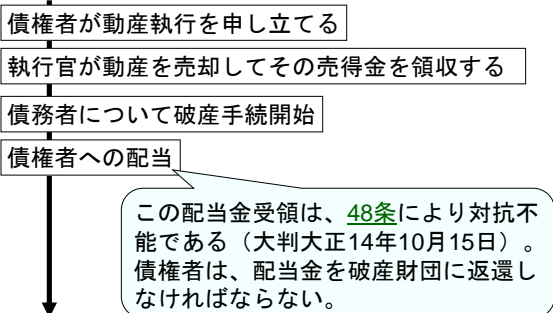 債権者が動産執行を申し立てる
執行官が動産を売却してその売得金を領収する
債務者について破産手続開始
債権者への配当
この配当金受領は、48条により対抗不
能である（大判大正14年10月15日）。
債権者は、配当金を破産財団に返還し
なければならない。